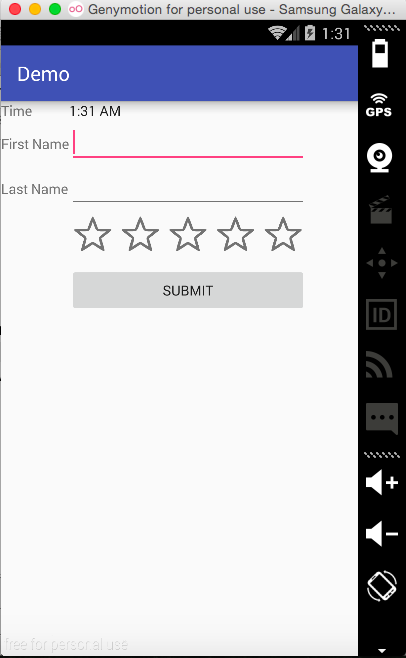 Genymotion for personal use - Samsung Galaxy...
1:31
Demo
Time 1:31 AM
First Name
Last Name
SUBMIT
GPS
ID
free for personal use